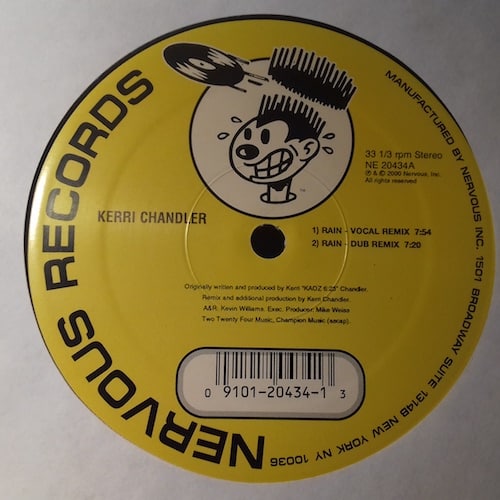 NERVOUS RECORDS
MANUFACTURED BY NERVOUS INC. 1501 BROADWAY SUITE 1314B NEW YORK NY 10036
33 1/3 rpm Stereo
NE 20434A
℗ & © 2000 Nervous, Inc.
All rights reserved
KERRI CHANDLER
1) RAIN - VOCAL REMIX 7:54
2) RAIN - DUB REMIX 7:20
Originally written and produced by Kerri "KAOZ 6:23" Chandler.
Remix and additional production by Kerri Chandler.
A&R: Kevin Williams. Exec. Producer: Mike Weiss
Two Twenty Four Music, Champion Music (sesap).
0 9101-20434-1 3